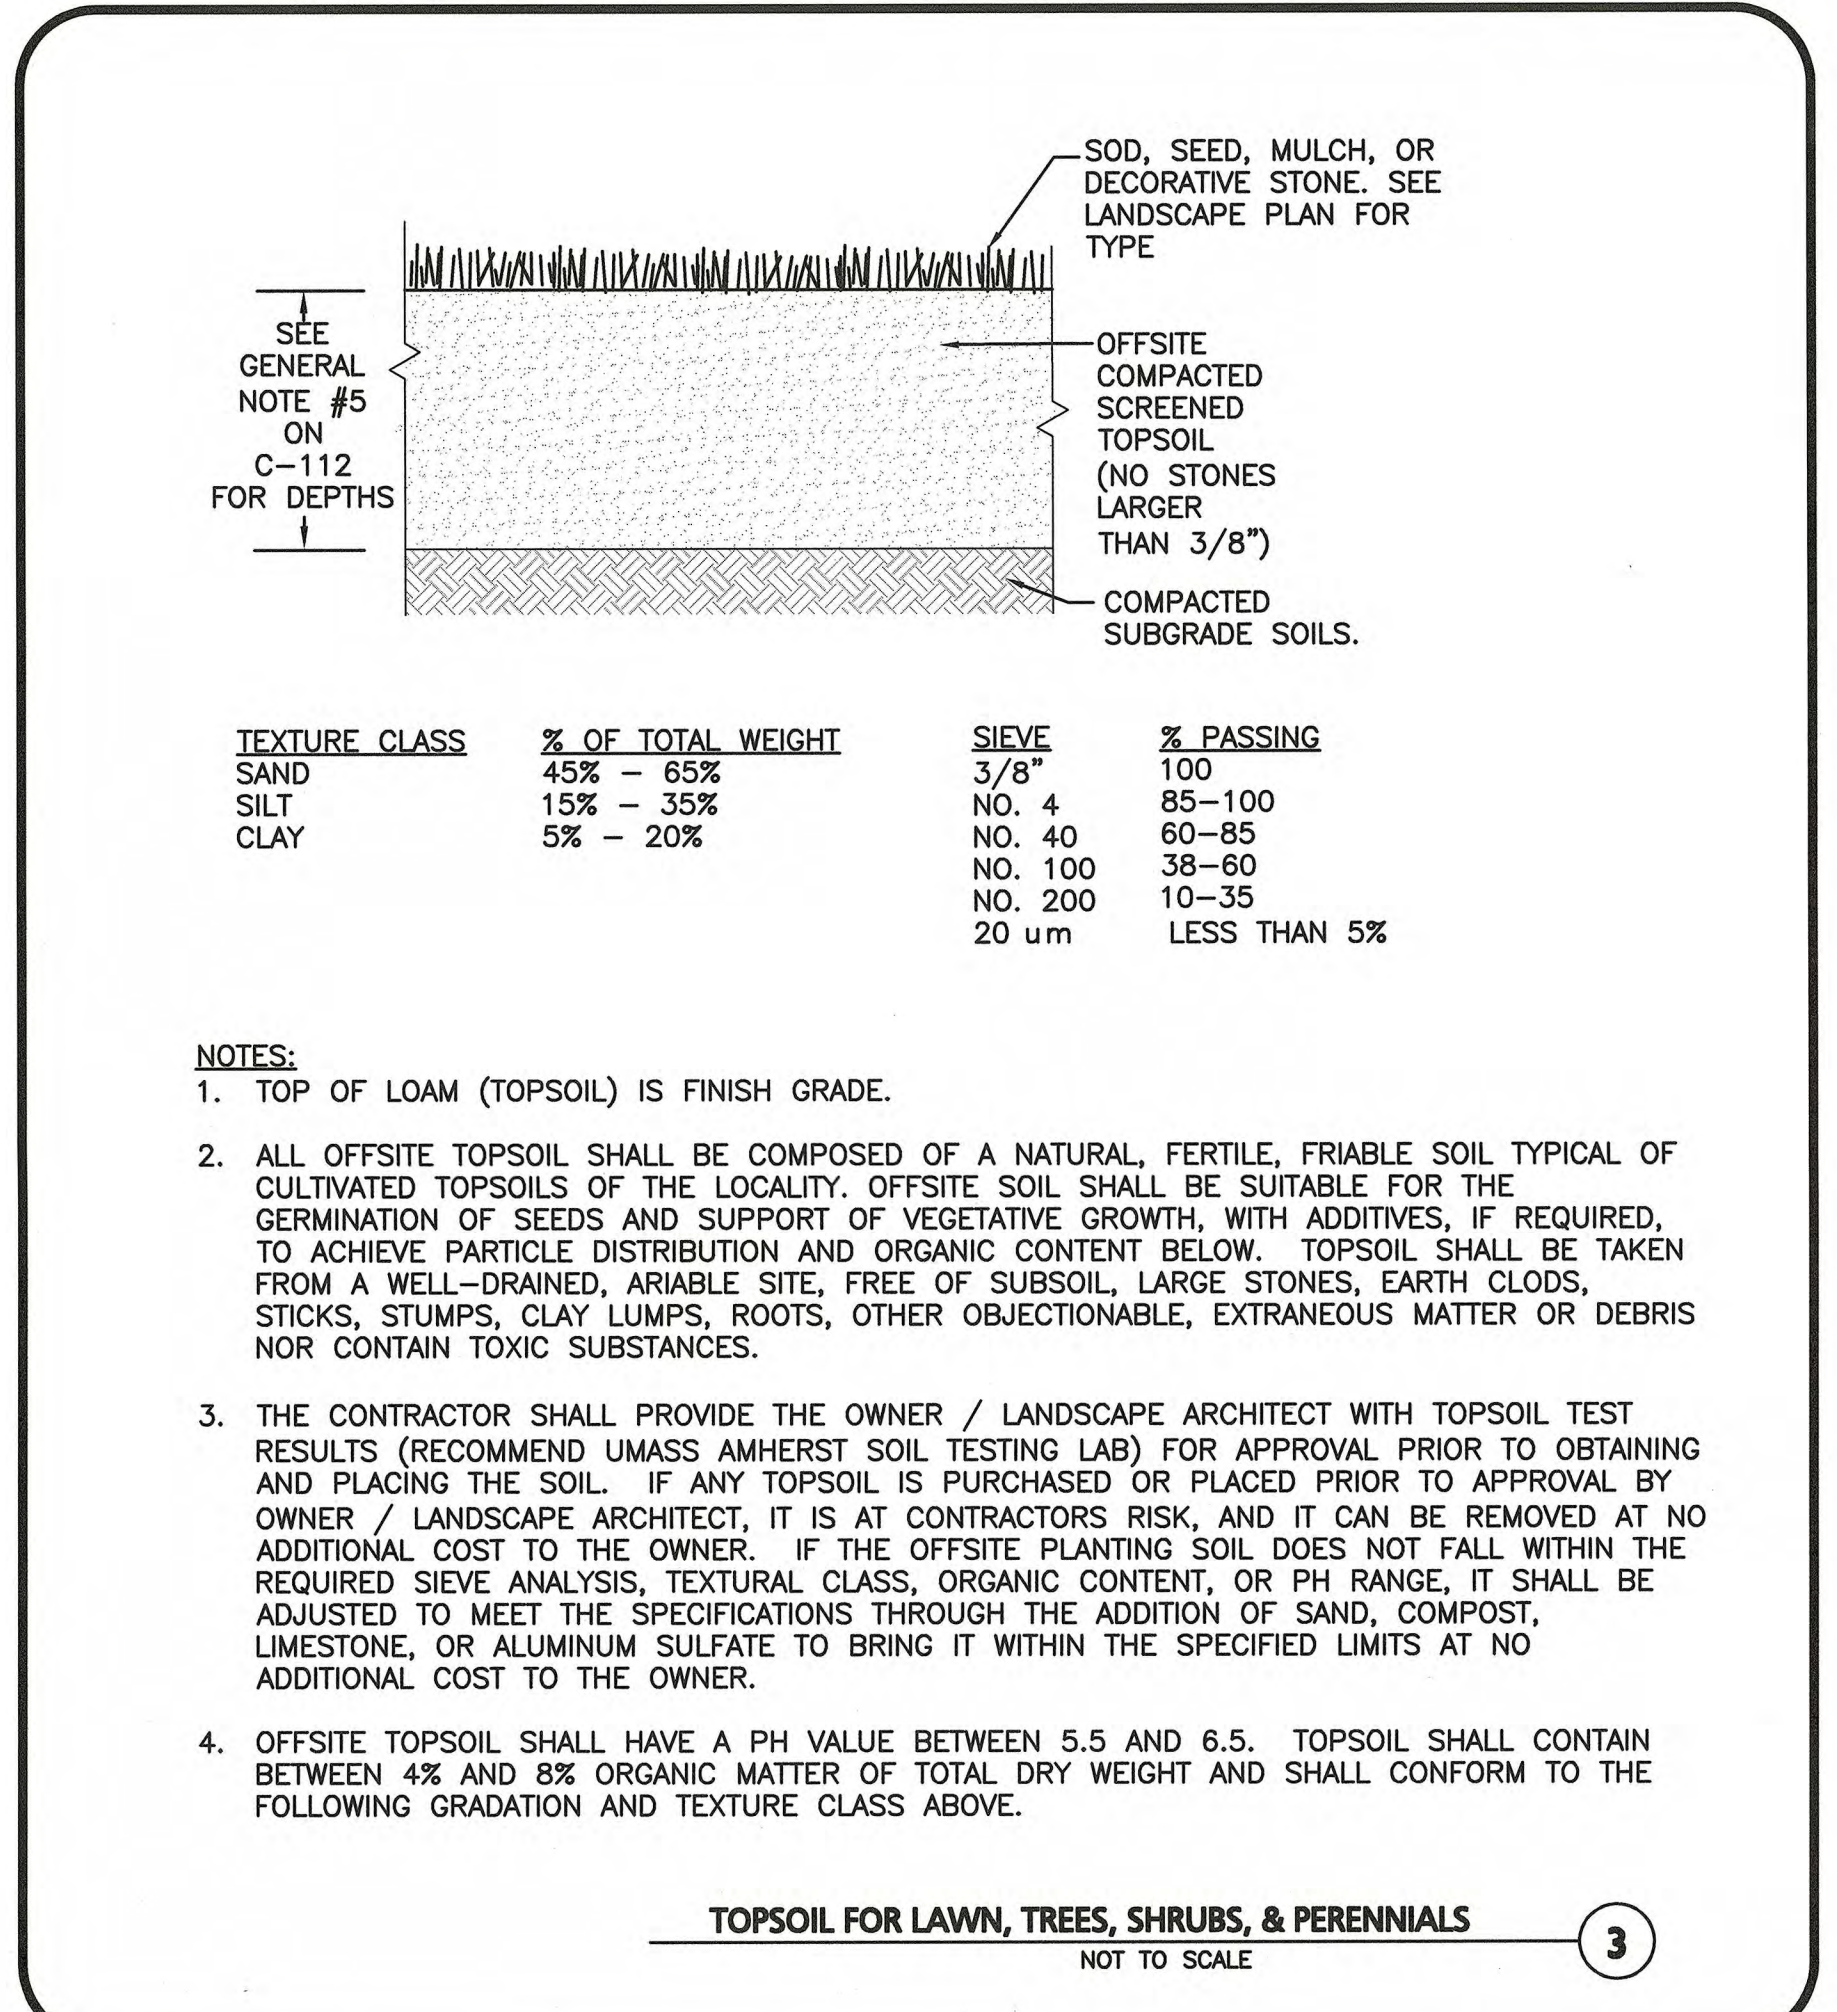 SOD, SEED, MULCH, OR
DECORATIVE STONE. SEE
LANDSCAPE PLAN FOR
TYPE
SEE
GENERAL
NOTE #5
ON
C-112
FOR DEPTHS
OFFSITE
COMPACTED
SCREENED
TOPSOIL
(NO STONES
LARGER
THAN 3/8")
COMPACTED
SUBGRADE SOILS.
TEXTURE CLASS % OF TOTAL WEIGHT
SAND 45% - 65%
SILT 15% - 35%
CLAY 5% - 20%
SIEVE % PASSING
3/8" 100
NO. 4 85-100
NO. 40 60-85
NO. 100 38-60
NO. 200 10-35
20 um LESS THAN 5%
NOTES:
1. TOP OF LOAM (TOPSOIL) IS FINISH GRADE.
2. ALL OFFSITE TOPSOIL SHALL BE COMPOSED OF A NATURAL, FERTILE, FRIABLE SOIL TYPICAL OF
CULTIVATED TOPSOILS OF THE LOCALITY. OFFSITE SOIL SHALL BE SUITABLE FOR THE
GERMINATION OF SEEDS AND SUPPORT OF VEGETATIVE GROWTH, WITH ADDITIVES, IF REQUIRED,
TO ACHIEVE PARTICLE DISTRIBUTION AND ORGANIC CONTENT BELOW. TOPSOIL SHALL BE TAKEN
FROM A WELL-DRAINED, ARIABLE SITE, FREE OF SUBSOIL, LARGE STONES, EARTH CLODS,
STICKS, STUMPS, CLAY LUMPS, ROOTS, OTHER OBJECTIONABLE, EXTRANEOUS MATTER OR DEBRIS
NOR CONTAIN TOXIC SUBSTANCES.
3. THE CONTRACTOR SHALL PROVIDE THE OWNER / LANDSCAPE ARCHITECT WITH TOPSOIL TEST
RESULTS (RECOMMEND UMASS AMHERST SOIL TESTING LAB) FOR APPROVAL PRIOR TO OBTAINING
AND PLACING THE SOIL. IF ANY TOPSOIL IS PURCHASED OR PLACED PRIOR TO APPROVAL BY
OWNER / LANDSCAPE ARCHITECT, IT IS AT CONTRACTORS RISK, AND IT CAN BE REMOVED AT NO
ADDITIONAL COST TO THE OWNER. IF THE OFFSITE PLANTING SOIL DOES NOT FALL WITHIN THE
REQUIRED SIEVE ANALYSIS, TEXTURAL CLASS, ORGANIC CONTENT, OR PH RANGE, IT SHALL BE
ADJUSTED TO MEET THE SPECIFICATIONS THROUGH THE ADDITION OF SAND, COMPOST,
LIMESTONE, OR ALUMINUM SULFATE TO BRING IT WITHIN THE SPECIFIED LIMITS AT NO
ADDITIONAL COST TO THE OWNER.
4. OFFSITE TOPSOIL SHALL HAVE A PH VALUE BETWEEN 5.5 AND 6.5. TOPSOIL SHALL CONTAIN
BETWEEN 4% AND 8% ORGANIC MATTER OF TOTAL DRY WEIGHT AND SHALL CONFORM TO THE
FOLLOWING GRADATION AND TEXTURE CLASS ABOVE.
TOPSOIL FOR LAWN, TREES, SHRUBS, & PERENNIALS
NOT TO SCALE
3